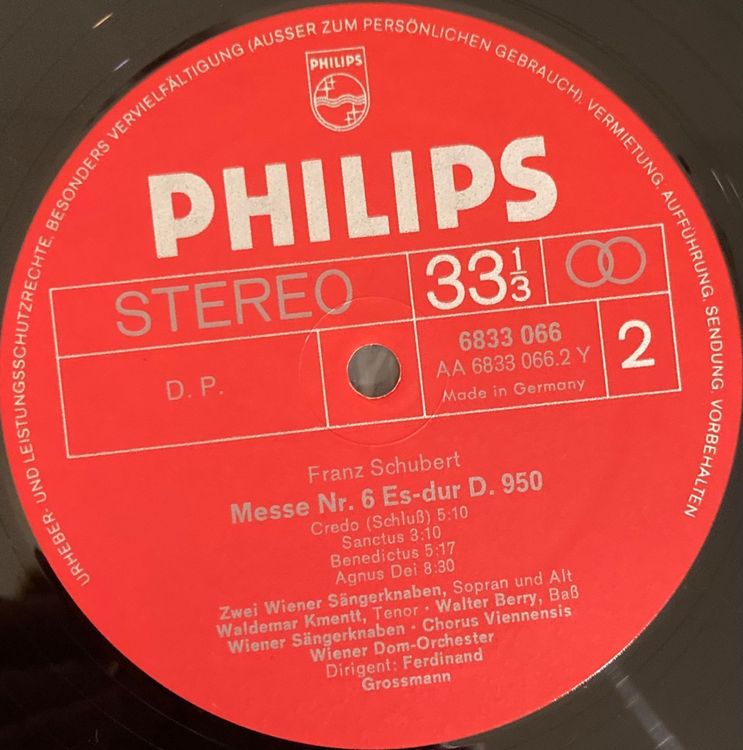 URHEBER- UND LEISTUNGSSCHUTZRECHTE, BESONDERS VERVIELFÄLTIGUNG (AUSSER ZUM PERSÖNLICHEN GEBRAUCH), VERMIETUNG, AUFFÜHRUNG, SENDUNG, VORBEHALTEN
PHILIPS
PHILIPS
STEREO
33 1/3
D. P.
6833 066
AA 6833 066.2 Y
Made in Germany
2
Franz Schubert
Messe Nr. 6 Es-dur D. 950
Credo (Schluß) 5:10
Sanctus 3:10
Benedictus 5:17
Agnus Dei 8:30
Zwei Wiener Sängerknaben, Sopran und Alt
Waldemar Kmentt, Tenor · Walter Berry, Baß
Wiener Sängerknaben · Chorus Viennensis
Wiener Dom-Orchester
Dirigent: Ferdinand
Grossmann